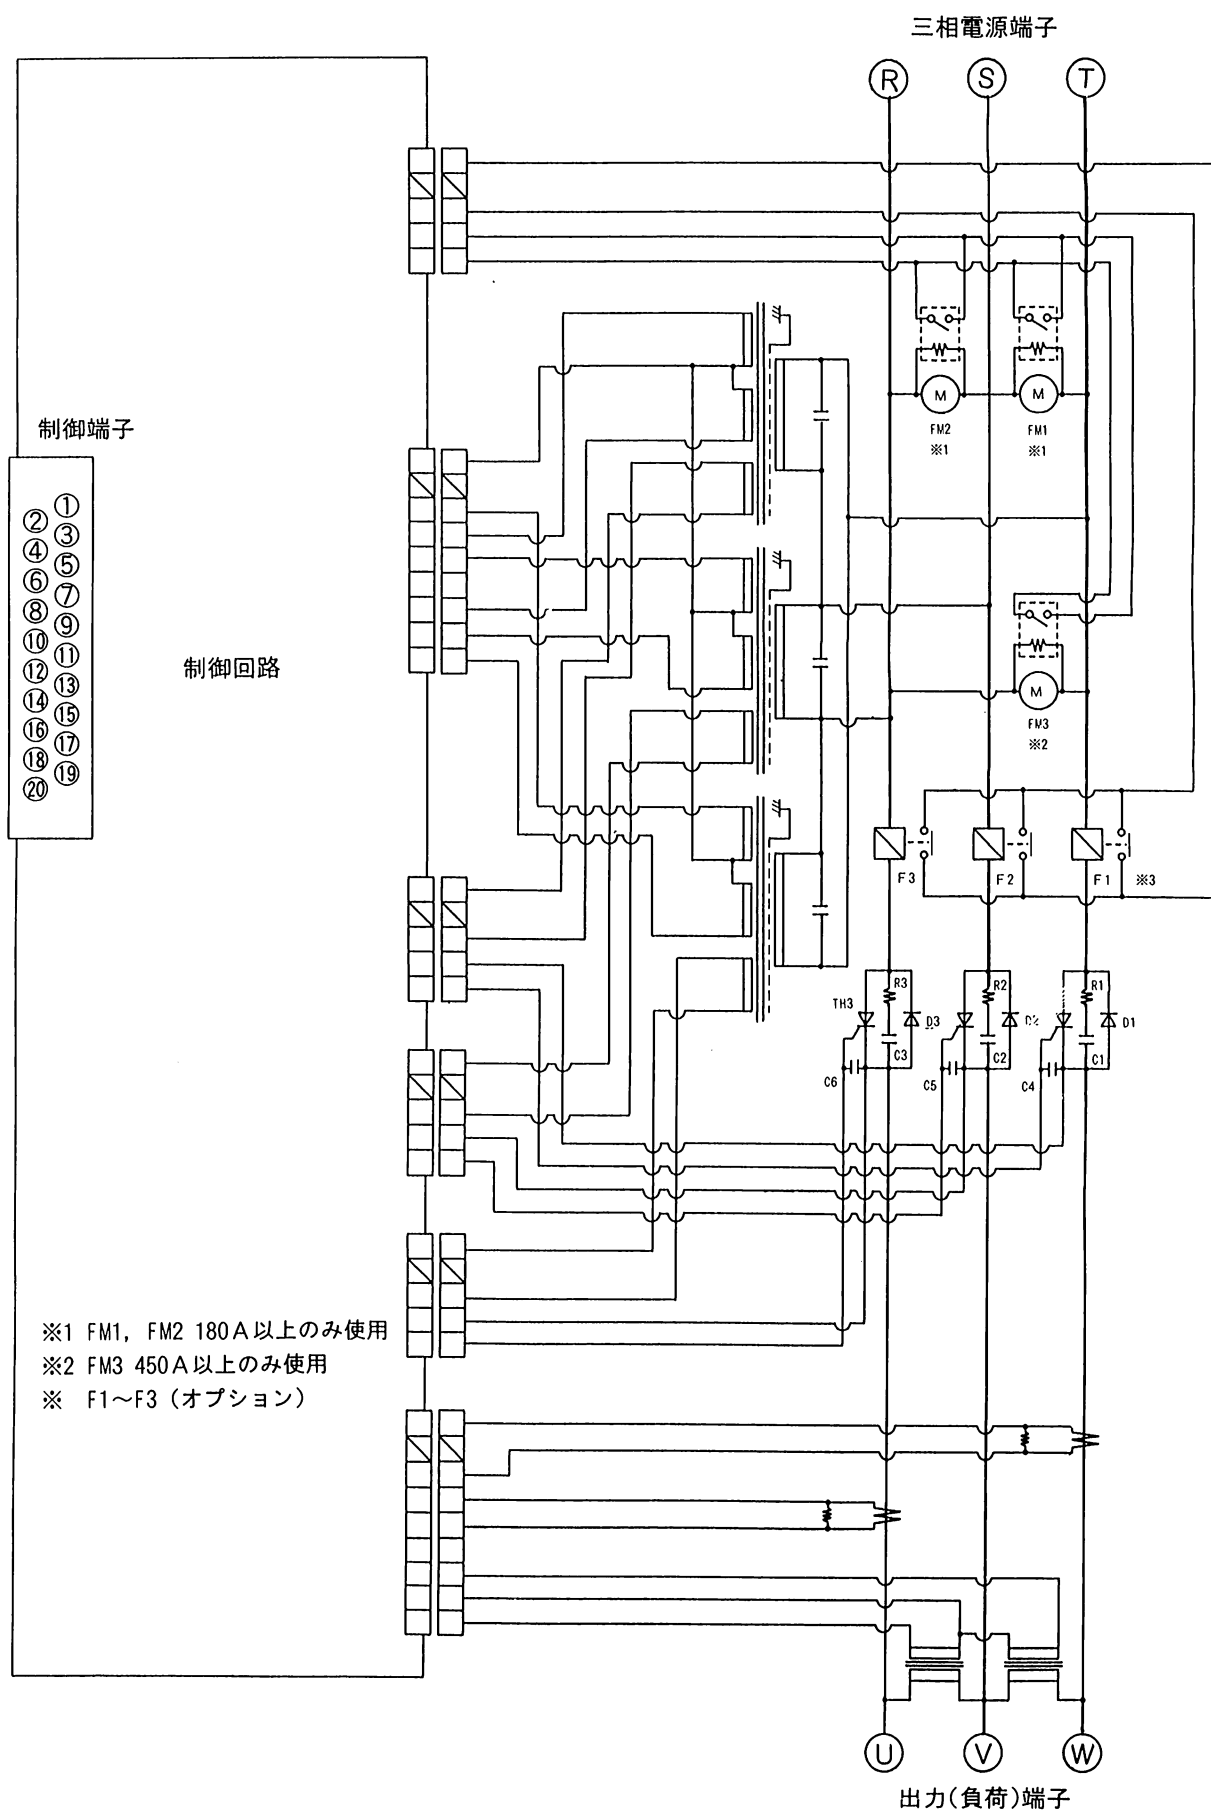 三相電源端子
R S T
制御端子
M M
FM2 FM1
※1 ※1
①
②
③
④
⑤
⑥
⑦
⑧
⑨
⑩
⑪
⑫
⑬
⑭
⑮
⑯
⑰
⑱
⑲
⑳
制御回路
M
FM3
※2
F3 F2 F1 ※3
R3 R2 R1
TH3
D3 D1
C3 C2 C1
C6 C5 C4
※1 FM1, FM2 180A以上のみ使用
※2 FM3 450A以上のみ使用
※ F1〜F3 (オプション)
U V W
出力(負荷)端子